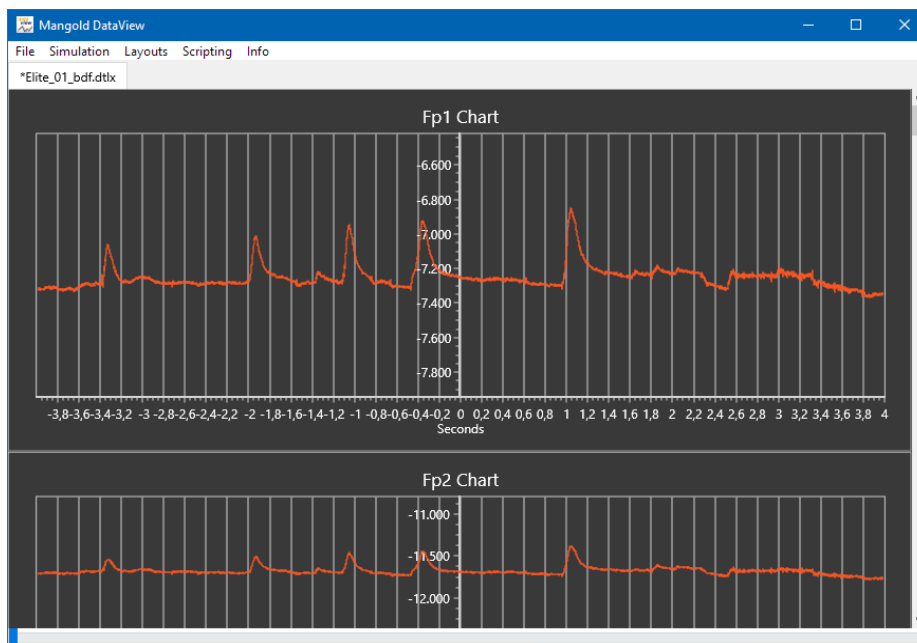 Mangold DataView
File Simulation Layouts Scripting Info
*Elite_01_bdf.dtlx
Fp1 Chart
-6.600
-6.800
-7.000
-7.200
-7.400
-7.600
-7.800
-3,8 -3,6 -3,4 -3,2 -3 -2,8 -2,6 -2,4 -2,2 -2 -1,8 -1,6 -1,4 -1,2 -1 -0,8 -0,6 -0,4 -0,2 0 0,2 0,4 0,6 0,8 1 1,2 1,4 1,6 1,8 2 2,2 2,4 2,6 2,8 3 3,2 3,4 3,6 3,8 4
Seconds
Fp2 Chart
-11.000
-11.500
-12.000